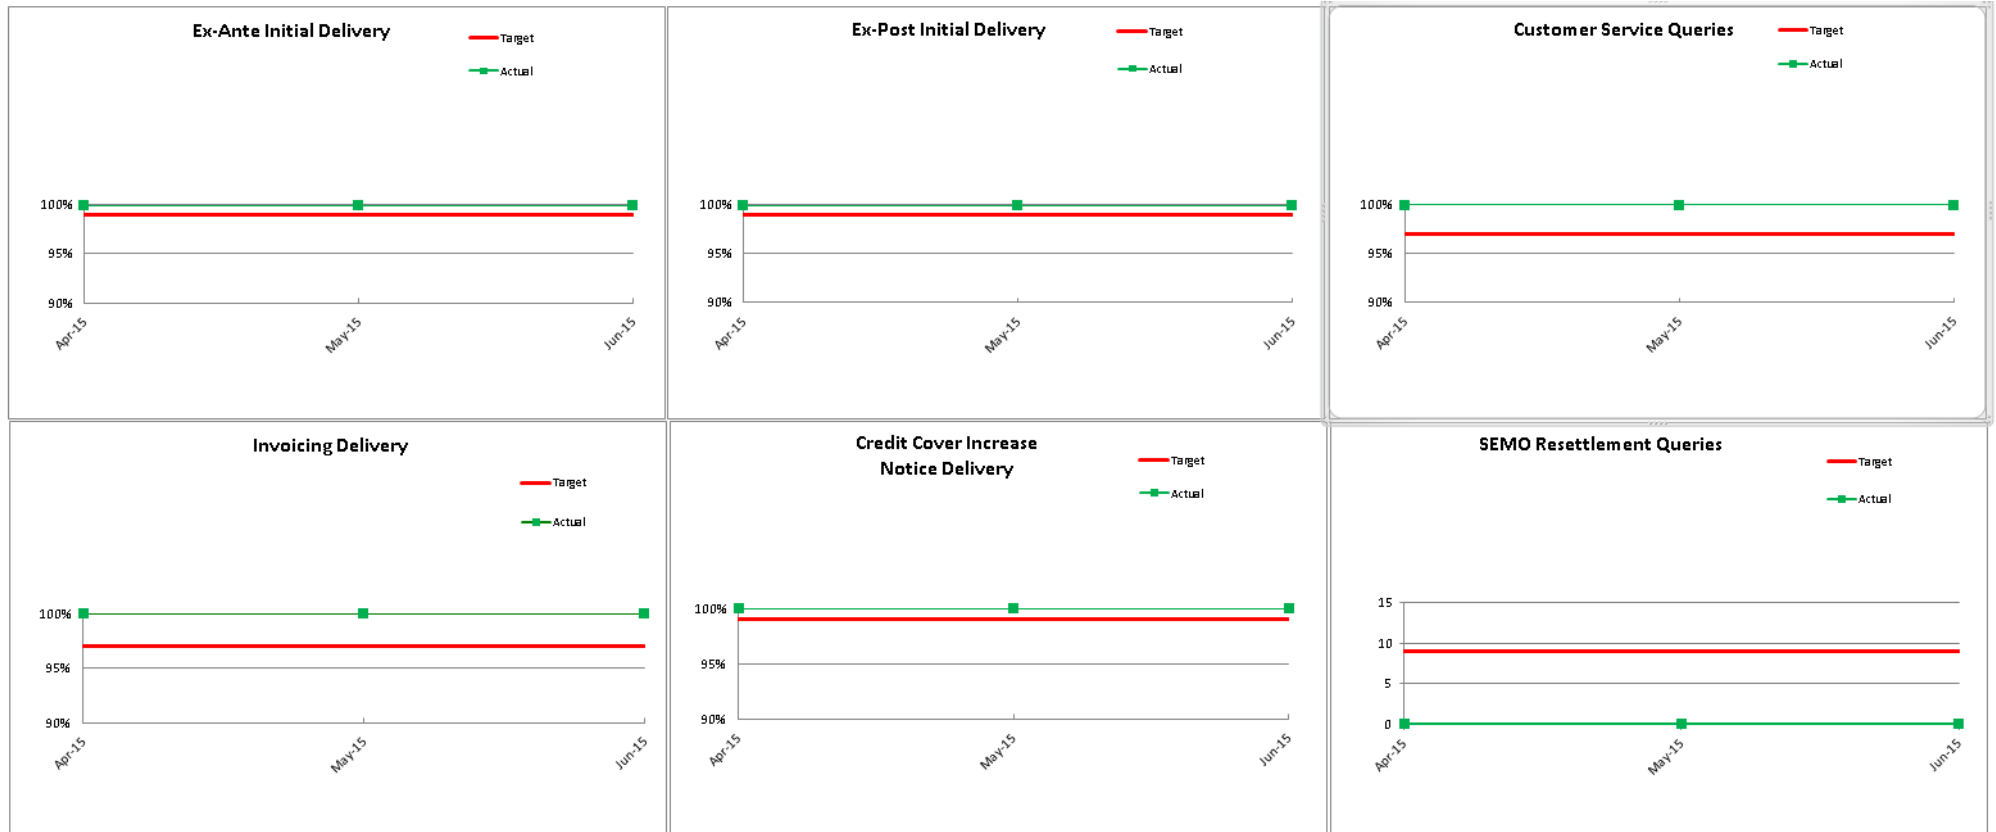 Ex-Ante Initial Delivery
Target
Actual
100%
95%
90%
Apr-15
May-15
Jun-15
Ex-Post Initial Delivery
Target
Actual
100%
95%
90%
Apr-15
May-15
Jun-15
Customer Service Queries
Target
Actual
100%
95%
90%
Apr-15
May-15
Jun-15
Invoicing Delivery
Target
Actual
100%
95%
90%
Apr-15
May-15
Jun-15
Credit Cover Increase
Notice Delivery
Target
Actual
100%
95%
90%
Apr-15
May-15
Jun-15
SEMO Resettlement Queries
Target
Actual
15
10
5
0
Apr-15
May-15
Jun-15